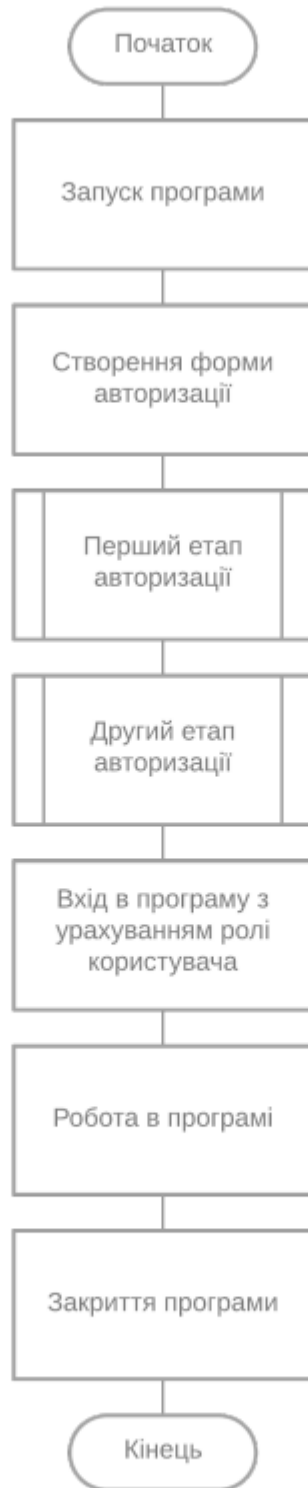 Початок
Запуск програми
Створення форми
авторизації
Перший етап
авторизації
Другий етап
авторизації
Вхід в програму з
урахуванням ролі
користувача
Робота в програмі
Закриття програми
Кінець